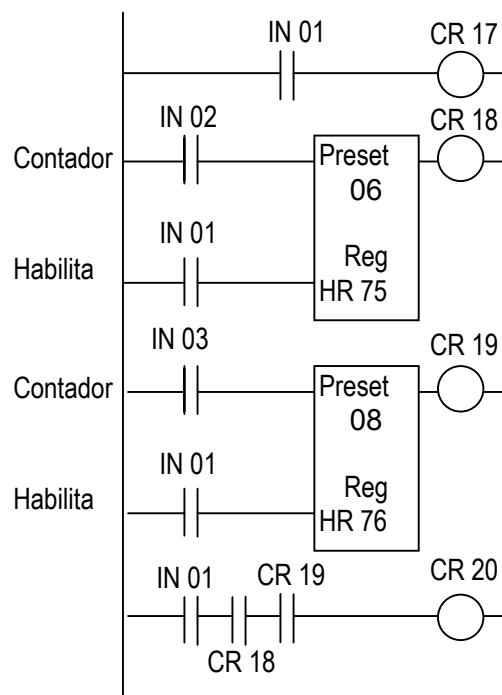 IN 01 CR 17
IN 02 CR 18
Contador Preset
06
IN 01
Habilita Reg
HR 75
IN 03 CR 19
Contador Preset
08
IN 01
Habilita Reg
HR 76
IN 01 CR 19 CR 20
CR 18